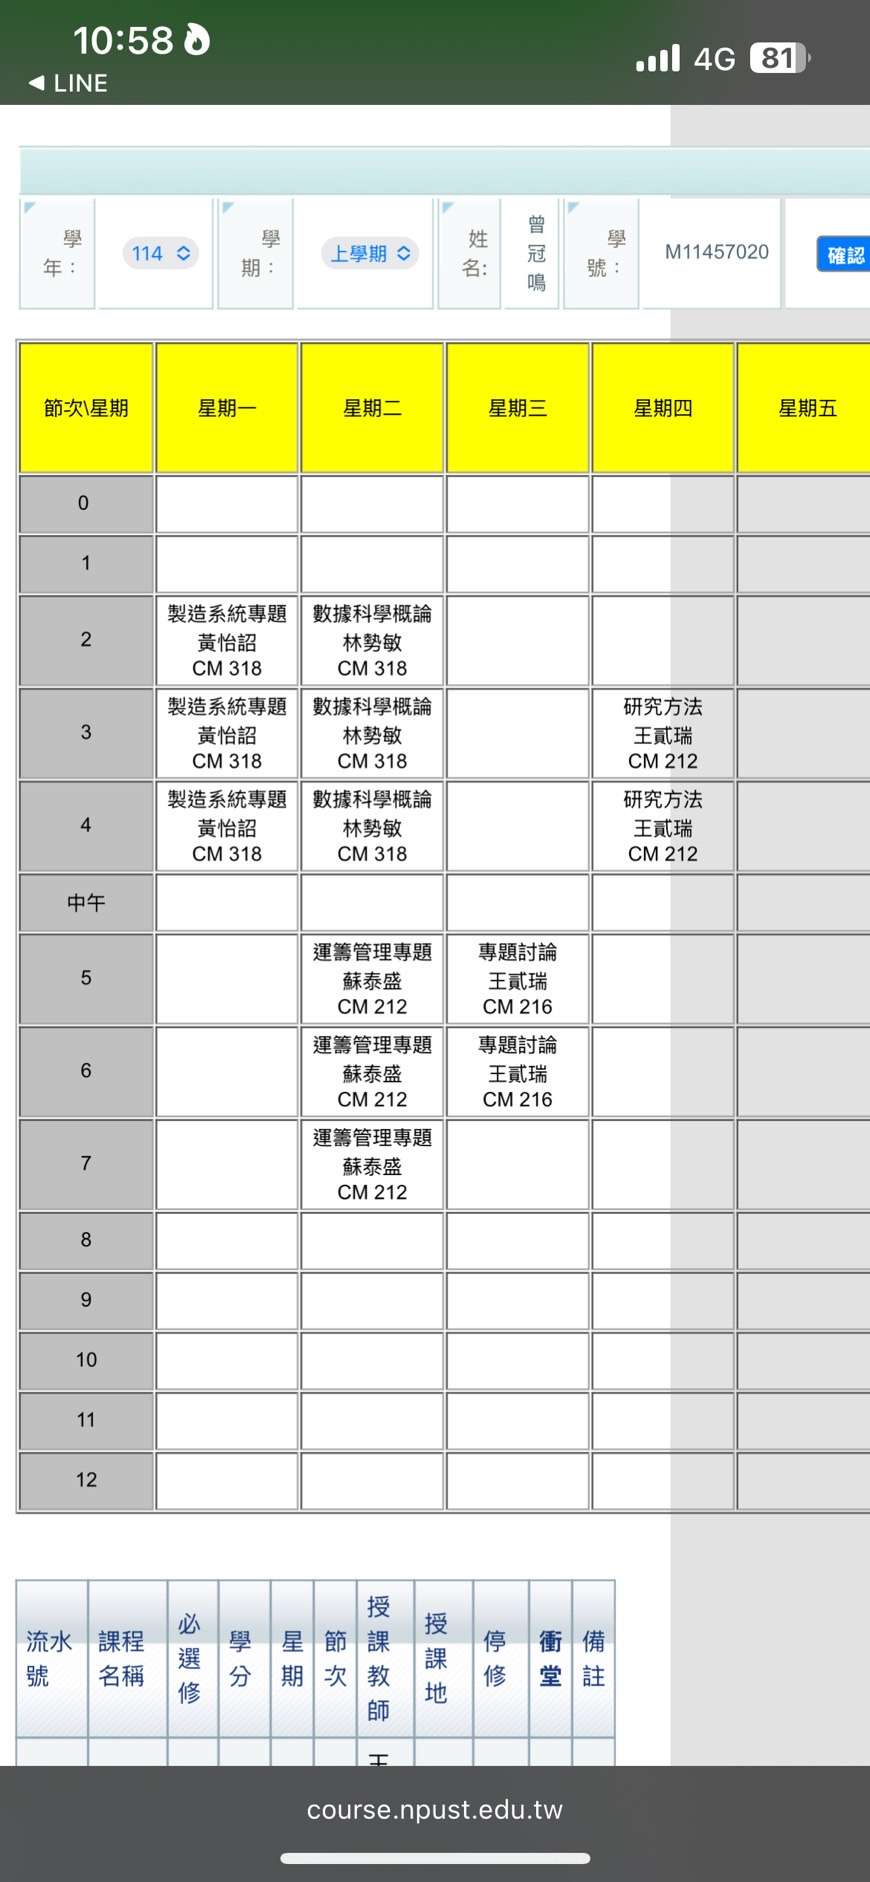 10:58
4G 81
◀ LINE
學年： 114 學期： 上學期 姓名: 曾冠鳴 學號： M11457020 確認
節次\星期 星期一 星期二 星期三 星期四 星期五
0
1
2
製造系統專題 數據科學概論
黃怡詔 林勢敏
CM 318 CM 318
3
製造系統專題 數據科學概論 研究方法
黃怡詔 林勢敏 王貳瑞
CM 318 CM 318 CM 212
4
製造系統專題 數據科學概論 研究方法
黃怡詔 林勢敏 王貳瑞
CM 318 CM 318 CM 212
中午
5
運籌管理專題 專題討論
蘇泰盛 王貳瑞
CM 212 CM 216
6
運籌管理專題 專題討論
蘇泰盛 王貳瑞
CM 212 CM 216
7
運籌管理專題
蘇泰盛
CM 212
8
9
10
11
12
流水號 課程名稱 必選修 學分 星期 節次 授課教師 授課地 停修 衝堂 備註
王
course.npust.edu.tw